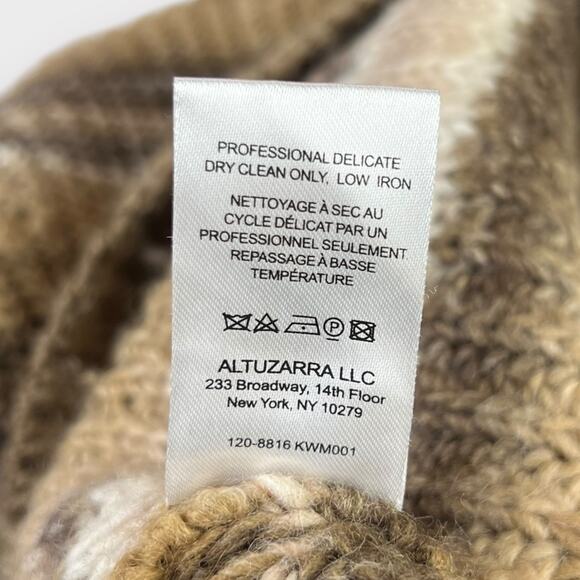 PROFESSIONAL DELICATE
DRY CLEAN ONLY, LOW IRON
NETTOYAGE À SEC AU
CYCLE DÉLICAT PAR UN
PROFESSIONNEL SEULEMENT
REPASSAGE À BASSE
TEMPÉRATURE
P
ALTUZARRA LLC
233 Broadway, 14th Floor
New York, NY 10279
120-8816 KWM001